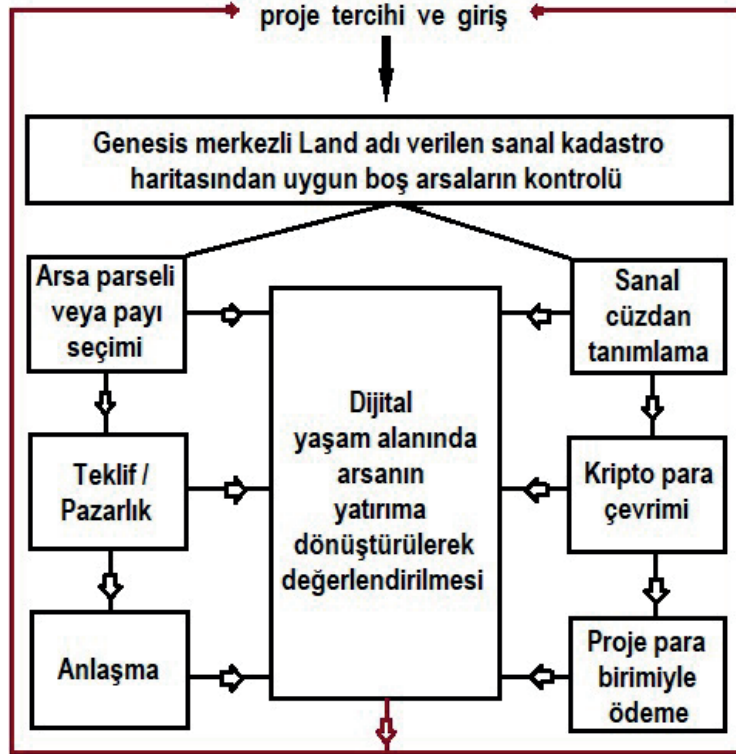 proje tercihi ve giriş
Genesis merkezli Land adı verilen sanal kadastro
haritasından uygun boş arsaların kontrolü
Arsa parseli
veya payı
seçimi
Teklif /
Pazarlık
Anlaşma
Dijital
yaşam alanında
arsanın
yatırıma
dönüştürülerek
değerlendirilmesi
Sanal
cüzdan
tanımlama
Kripto para
çevrimi
Proje para
birimiyle
ödeme